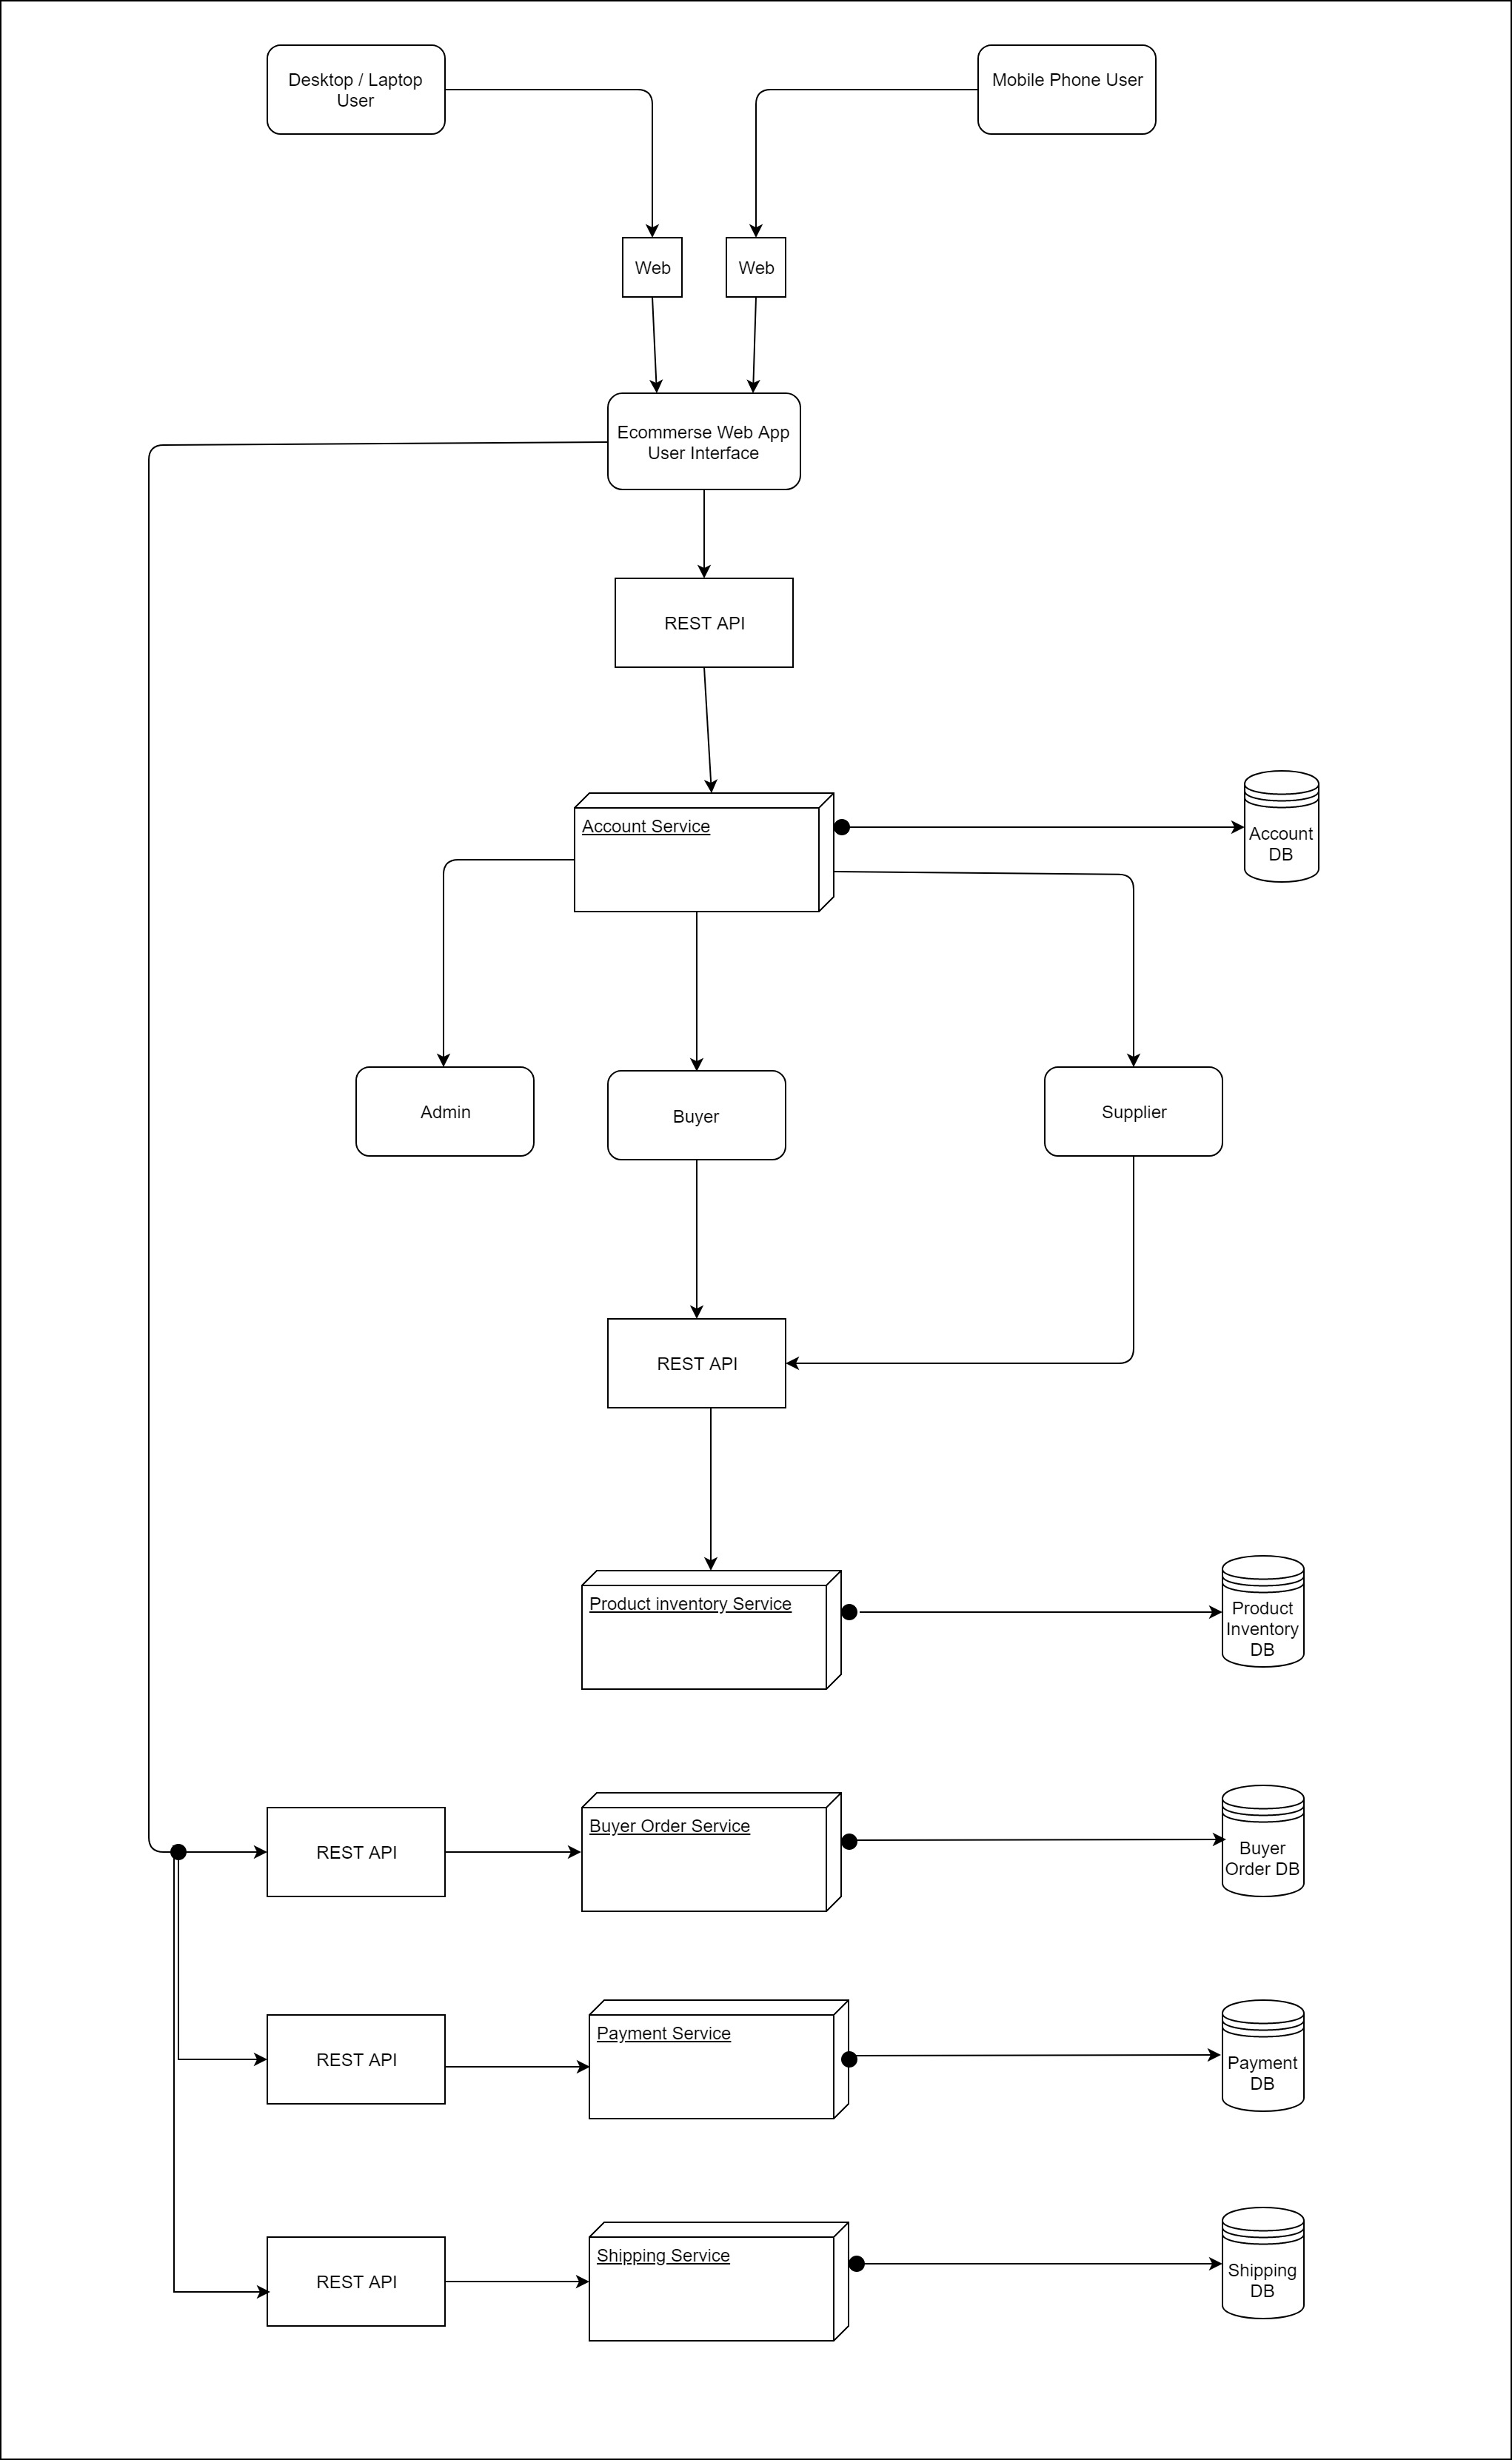 Desktop / Laptop
User
Mobile Phone User
Web
Web
Ecommerse Web App
User Interface
REST API
Account Service
Account
DB
Admin
Buyer
Supplier
REST API
Product inventory Service
Product
Inventory
DB
REST API
Buyer Order Service
Buyer
Order DB
REST API
Payment Service
Payment
DB
REST API
Shipping Service
Shipping
DB